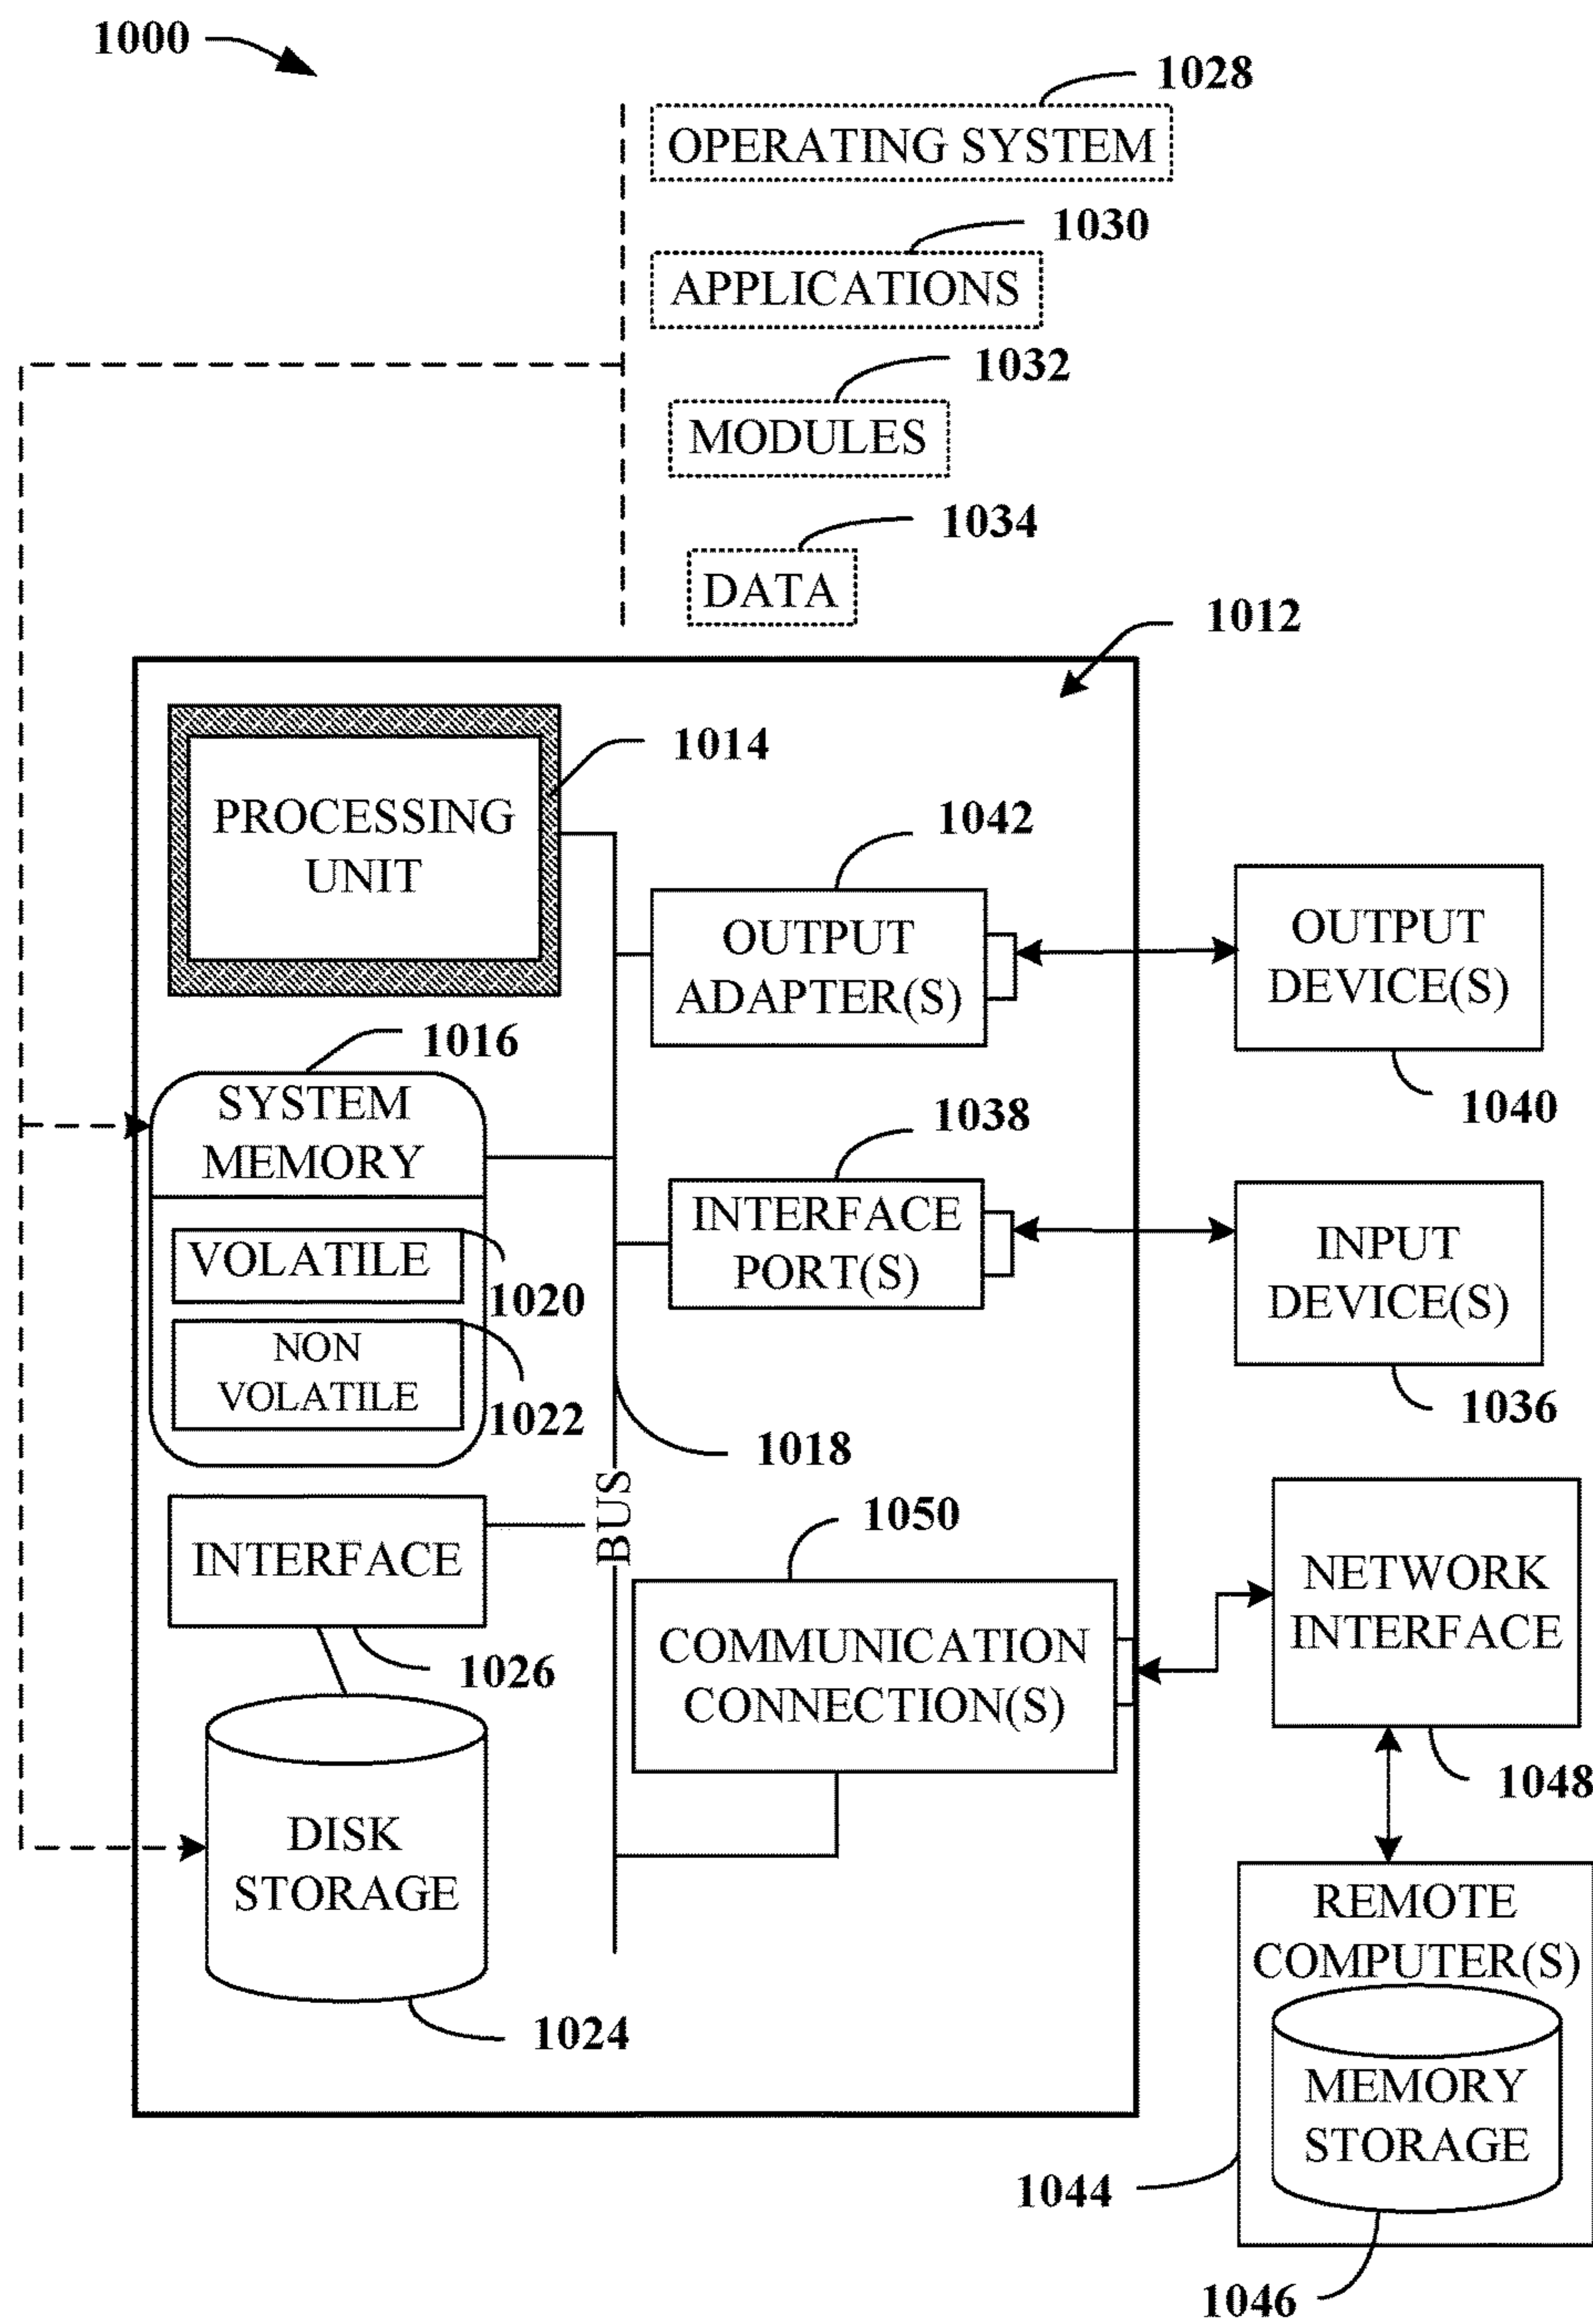 1000
1028
OPERATING SYSTEM
1030
APPLICATIONS
1032
MODULES
1034
DATA
1012
1014
PROCESSING
UNIT
1042
OUTPUT
ADAPTER(S)
OUTPUT
DEVICE(S)
1040
1016
SYSTEM
MEMORY
VOLATILE
1020
NON
VOLATILE
1022
1038
INTERFACE
PORT(S)
INPUT
DEVICE(S)
1036
1018
BUS
INTERFACE
1026
1050
COMMUNICATION
CONNECTION(S)
NETWORK
INTERFACE
1048
DISK
STORAGE
1024
REMOTE
COMPUTER(S)
MEMORY
STORAGE
1044
1046